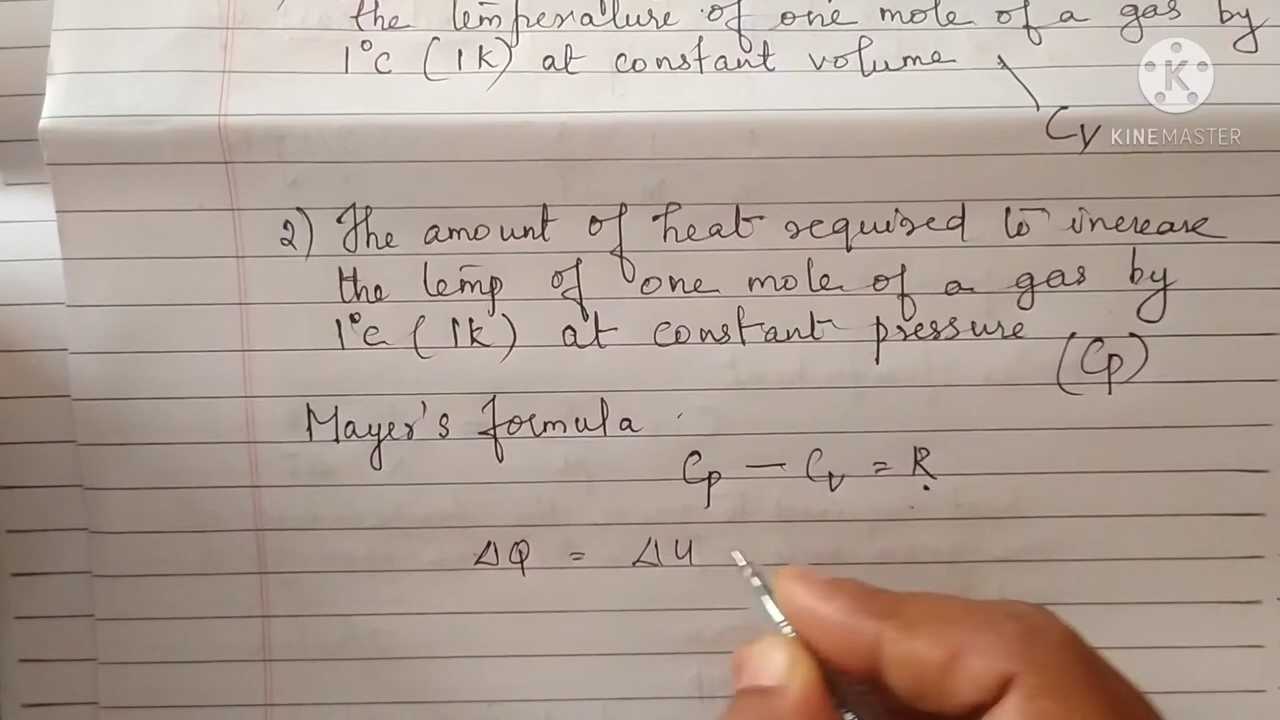 the temperature of one mole of a gas by
1°c (1K) at constant volume
Cv
KINEMASTER
2) The amount of heat required to increase
the temp of one mole of a gas by
1°c (1k) at constant pressure
(Cp)
Mayer's formula
Cp - Cv = R
ΔQ = ΔU